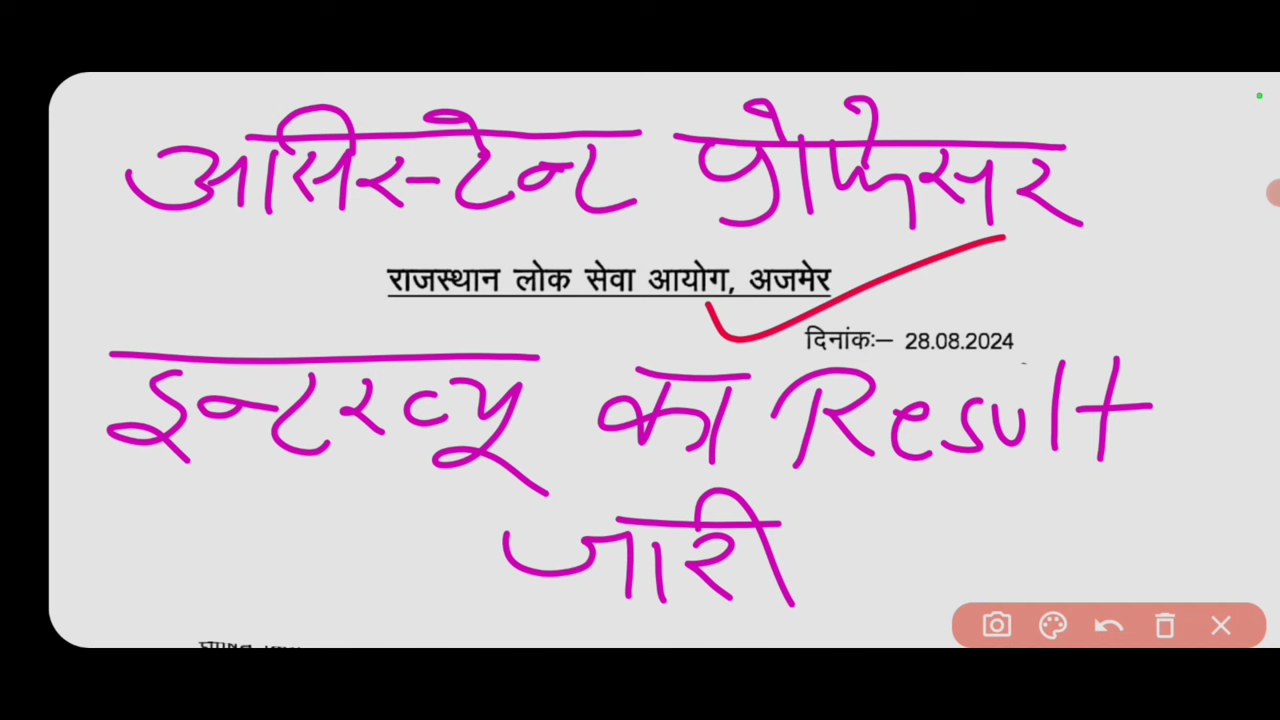 असिस्टेन्ट प्रोफेसर
राजस्थान लोक सेवा आयोग, अजमेर
दिनांकः– 28.08.2024
इन्टरव्यू का Result
जारी